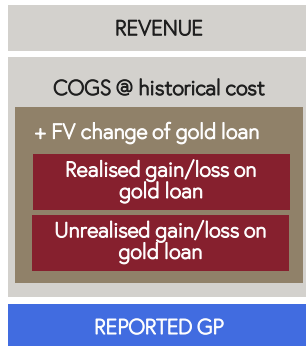 REVENUE
COGS @ historical cost
+ FV change of gold loan
Realised gain/loss on
gold loan
Unrealised gain/loss on
gold loan
REPORTED GP